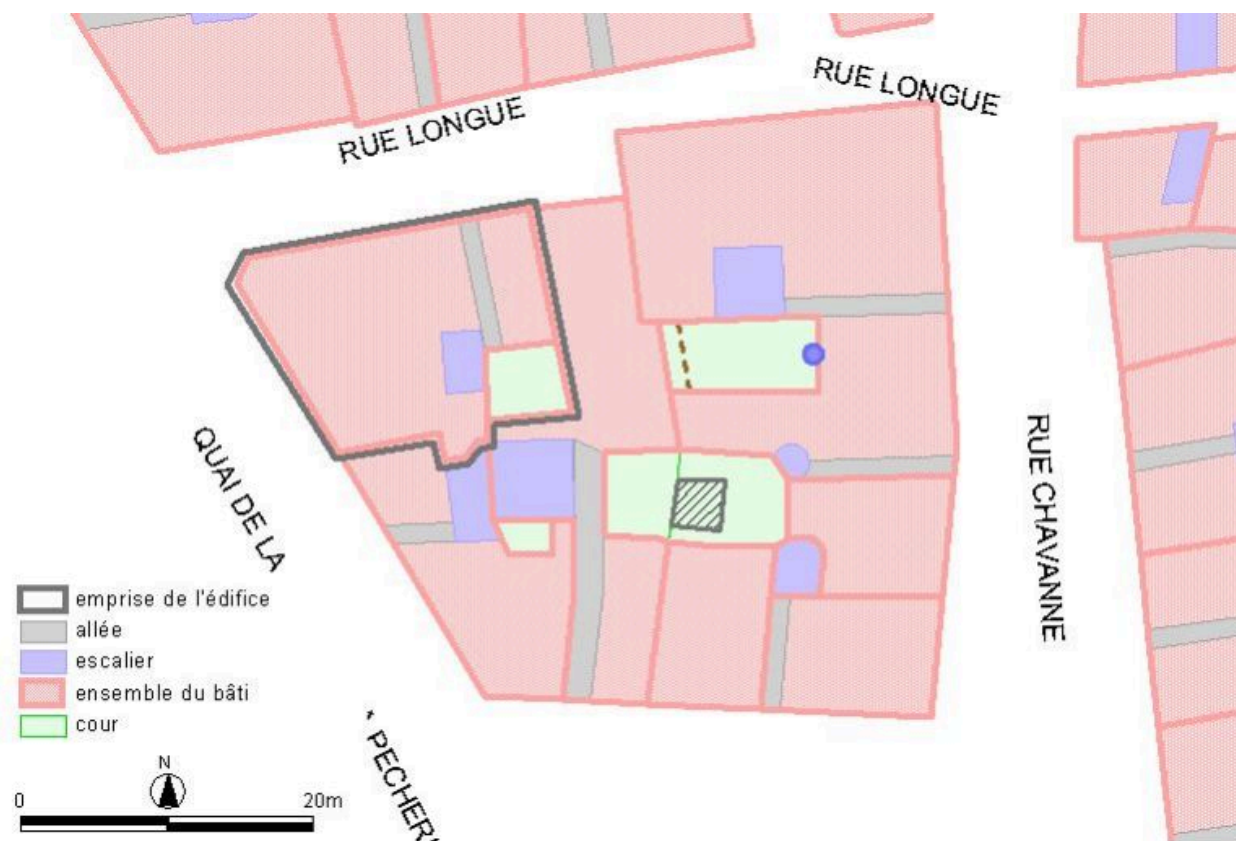 RUE LONGUE
RUE LONGUE
QUAI DE LA
RUE CHAVANNE
emprise de l'édifice
allée
escalier
ensemble du bâti
cour
N
0 20m